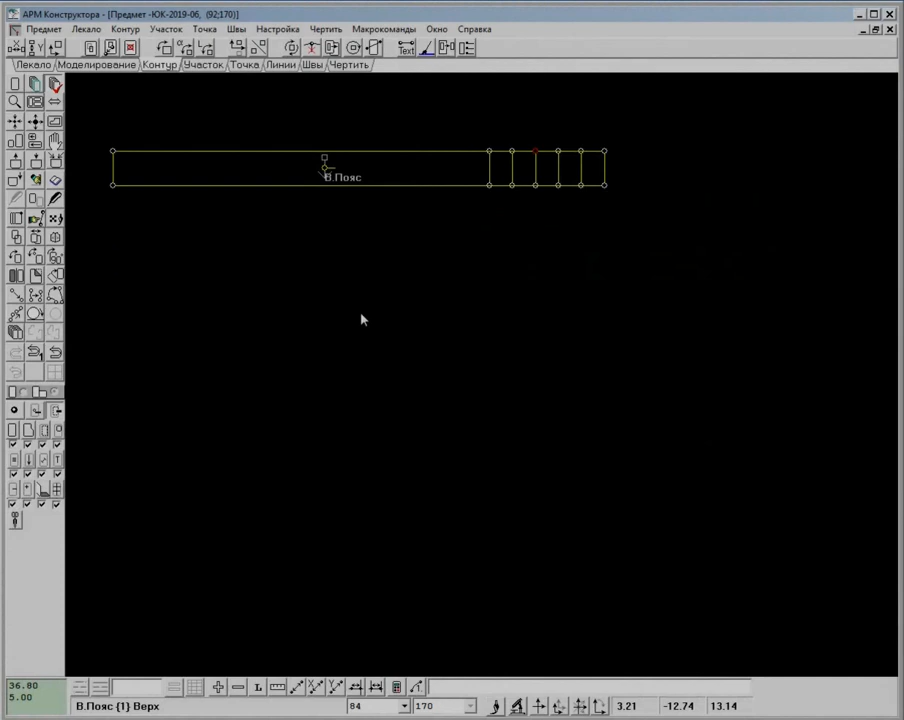 АРМ Конструктора - [Предмет -ЮК-2019-06, (92;170)]
Предмет Лекало Контур Участок Точка Швы Настройка Чертить Макрокоманды Окно Справка
Text
Лекало Моделирование Контур Участок Точка Линии Швы Чертить
В.Пояс
T
36.80
5.00
L
В.Пояс {1} Верх 84 170 3.21 -12.74 13.14